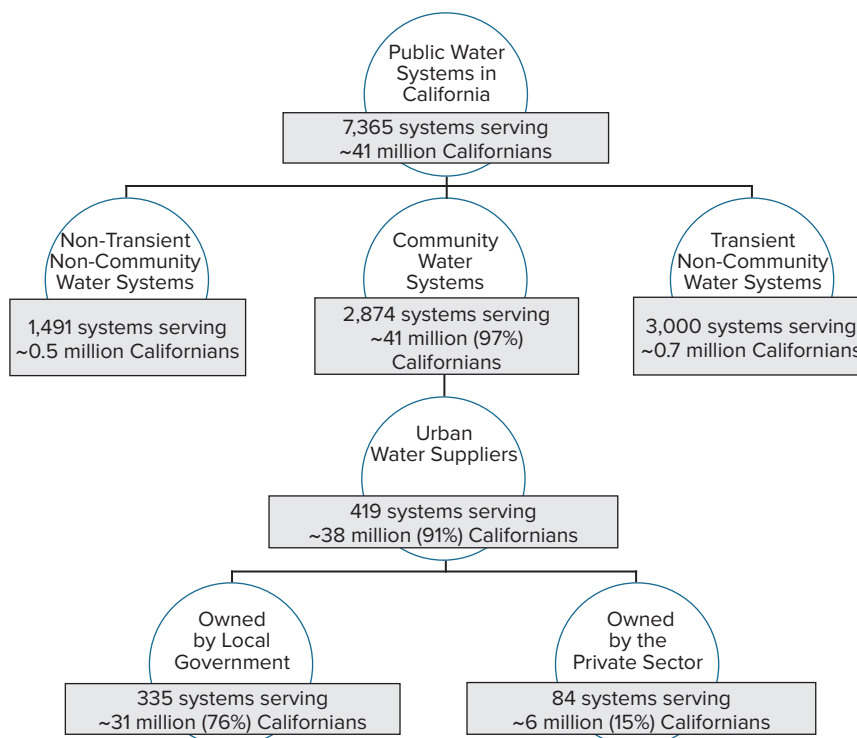 Public Water
Systems in
California
7,365 systems serving
~41 million Californians
Non-Transient
Non-Community
Water Systems
1,491 systems serving
~0.5 million Californians
Community
Water
Systems
2,874 systems serving
~41 million (97%)
Californians
Transient
Non-Community
Water Systems
3,000 systems serving
~0.7 million Californians
Urban
Water Suppliers
419 systems serving
~38 million (91%) Californians
Owned
by Local
Government
335 systems serving
~31 million (76%) Californians
Owned
by the
Private Sector
84 systems serving
~6 million (15%) Californians